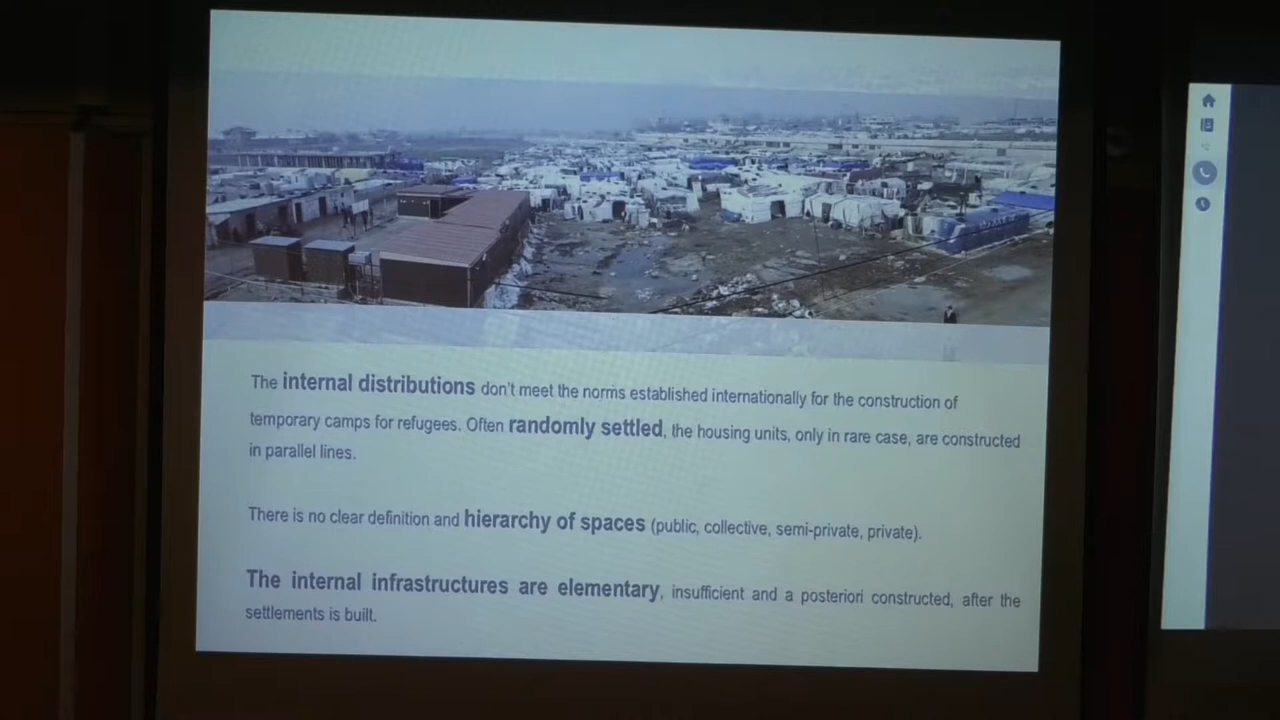 The internal distributions don't meet the norms established internationally for the construction of
temporary camps for refugees. Often randomly settled, the housing units, only in rare case, are constructed
in parallel lines.
There is no clear definition and hierarchy of spaces (public, collective, semi-private, private).
The internal infrastructures are elementary, insufficient and a posteriori constructed, after the
settlements is built.